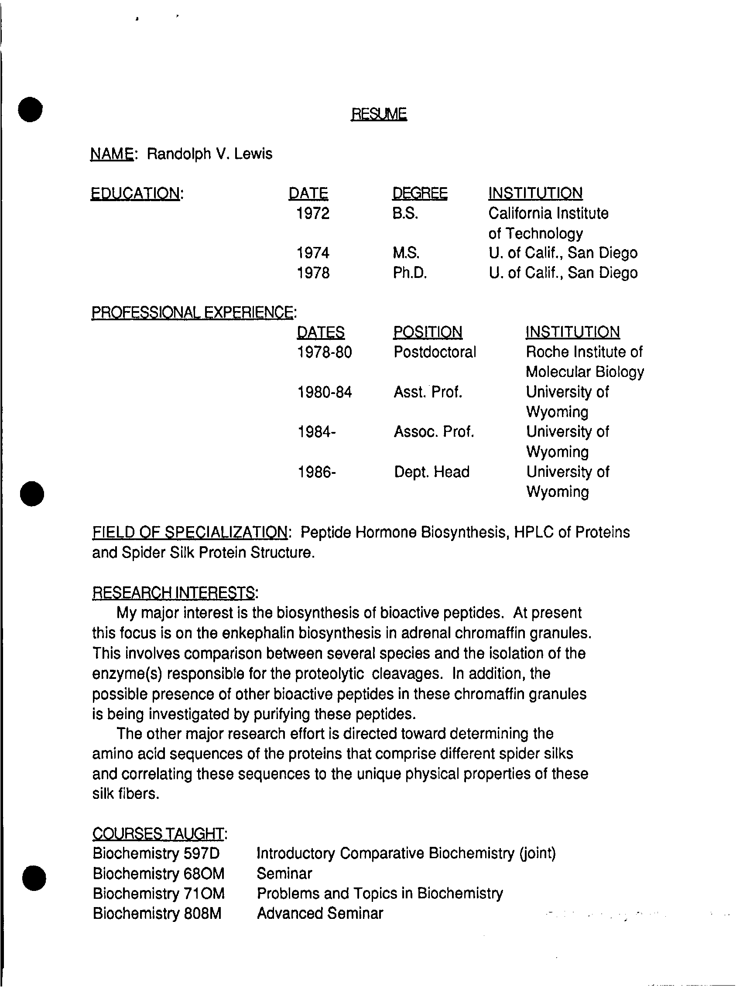 RESUME
NAME: Randolph V. Lewis
EDUCATION: DATE DEGREE INSTITUTION
1972 B.S. California Institute
of Technology
1974 M.S. U. of Calif., San Diego
1978 Ph.D. U. of Calif., San Diego
PROFESSIONAL EXPERIENCE:
DATES POSITION INSTITUTION
1978-80 Postdoctoral Roche Institute of
Molecular Biology
1980-84 Asst. Prof. University of
Wyoming
1984- Assoc. Prof. University of
Wyoming
1986- Dept. Head University of
Wyoming
FIELD OF SPECIALIZATION: Peptide Hormone Biosynthesis, HPLC of Proteins
and Spider Silk Protein Structure.
RESEARCH INTERESTS:
My major interest is the biosynthesis of bioactive peptides. At present
this focus is on the enkephalin biosynthesis in adrenal chromaffin granules.
This involves comparison between several species and the isolation of the
enzyme(s) responsible for the proteolytic cleavages. In addition, the
possible presence of other bioactive peptides in these chromaffin granules
is being investigated by purifying these peptides.
The other major research effort is directed toward determining the
amino acid sequences of the proteins that comprise different spider silks
and correlating these sequences to the unique physical properties of these
silk fibers.
COURSES TAUGHT:
Biochemistry 597D Introductory Comparative Biochemistry (joint)
Biochemistry 68OM Seminar
Biochemistry 71OM Problems and Topics in Biochemistry
Biochemistry 808M Advanced Seminar